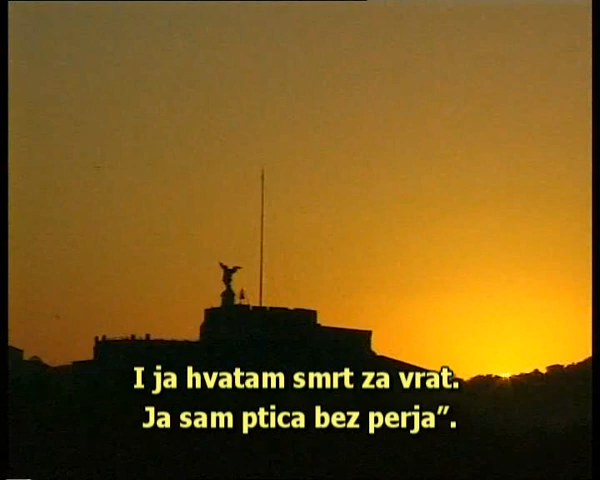 I ja hvatam smrt za vrat.
Ja sam ptica bez perja”.